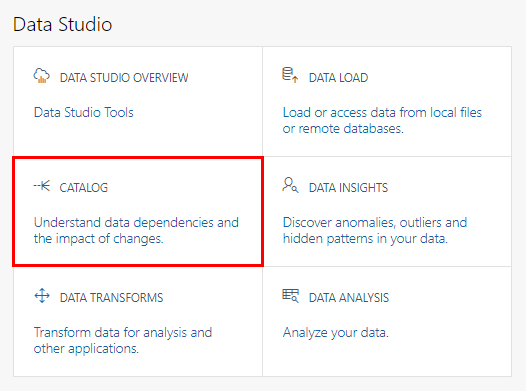 Data Studio
DATA STUDIO OVERVIEW
Data Studio Tools
DATA LOAD
Load or access data from local files
or remote databases.
CATALOG
Understand data dependencies and
the impact of changes.
DATA INSIGHTS
Discover anomalies, outliers and
hidden patterns in your data.
DATA TRANSFORMS
Transform data for analysis and
other applications.
DATA ANALYSIS
Analyze your data.